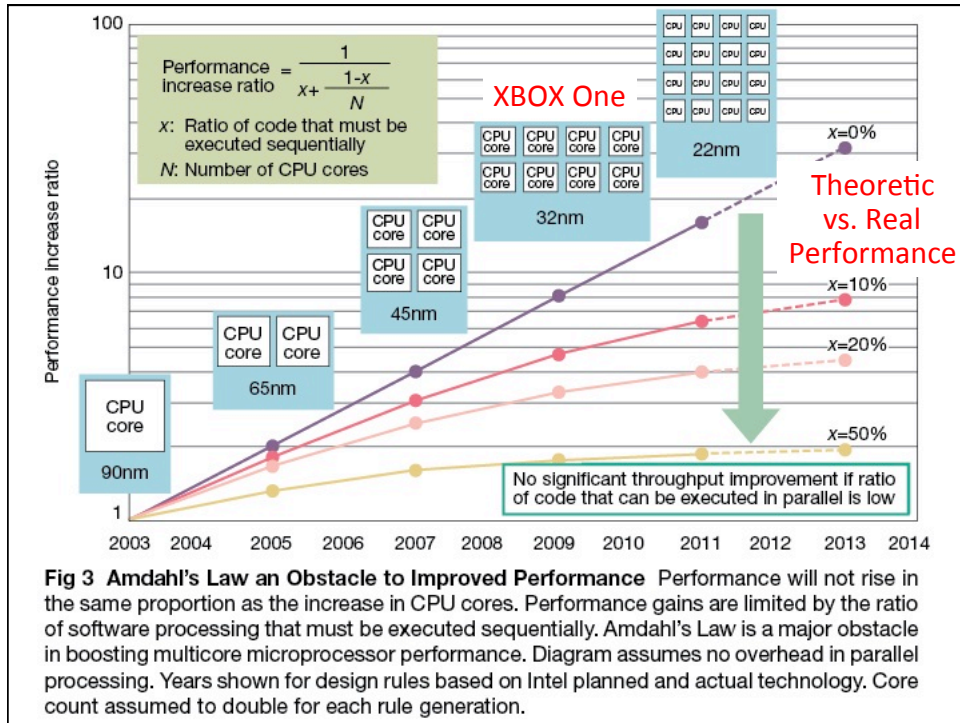 100
10
1
Performance increase ratio
Performance increase ratio = 1 / x+ 1-x / N
x: Ratio of code that must be
executed sequentially
N: Number of CPU cores
CPU
core
90nm
CPU CPU
core core
65nm
CPU CPU
core core
CPU CPU
core core
45nm
XBOX One
CPU CPU CPU CPU
core core core core
CPU CPU CPU CPU
core core core core
32nm
CPU CPU CPU CPU
CPU CPU CPU CPU
CPU CPU CPU CPU
CPU CPU CPU CPU
22nm
x=0%
Theoretic
vs. Real
Performance
x=10%
x=20%
x=50%
No significant throughput improvement if ratio
of code that can be executed in parallel is low
2003 2004 2005 2006 2007 2008 2009 2010 2011 2012 2013 2014
Fig 3 Amdahl's Law an Obstacle to Improved Performance Performance will not rise in
the same proportion as the increase in CPU cores. Performance gains are limited by the ratio
of software processing that must be executed sequentially. Amdahl's Law is a major obstacle
in boosting multicore microprocessor performance. Diagram assumes no overhead in parallel
processing. Years shown for design rules based on Intel planned and actual technology. Core
count assumed to double for each rule generation.